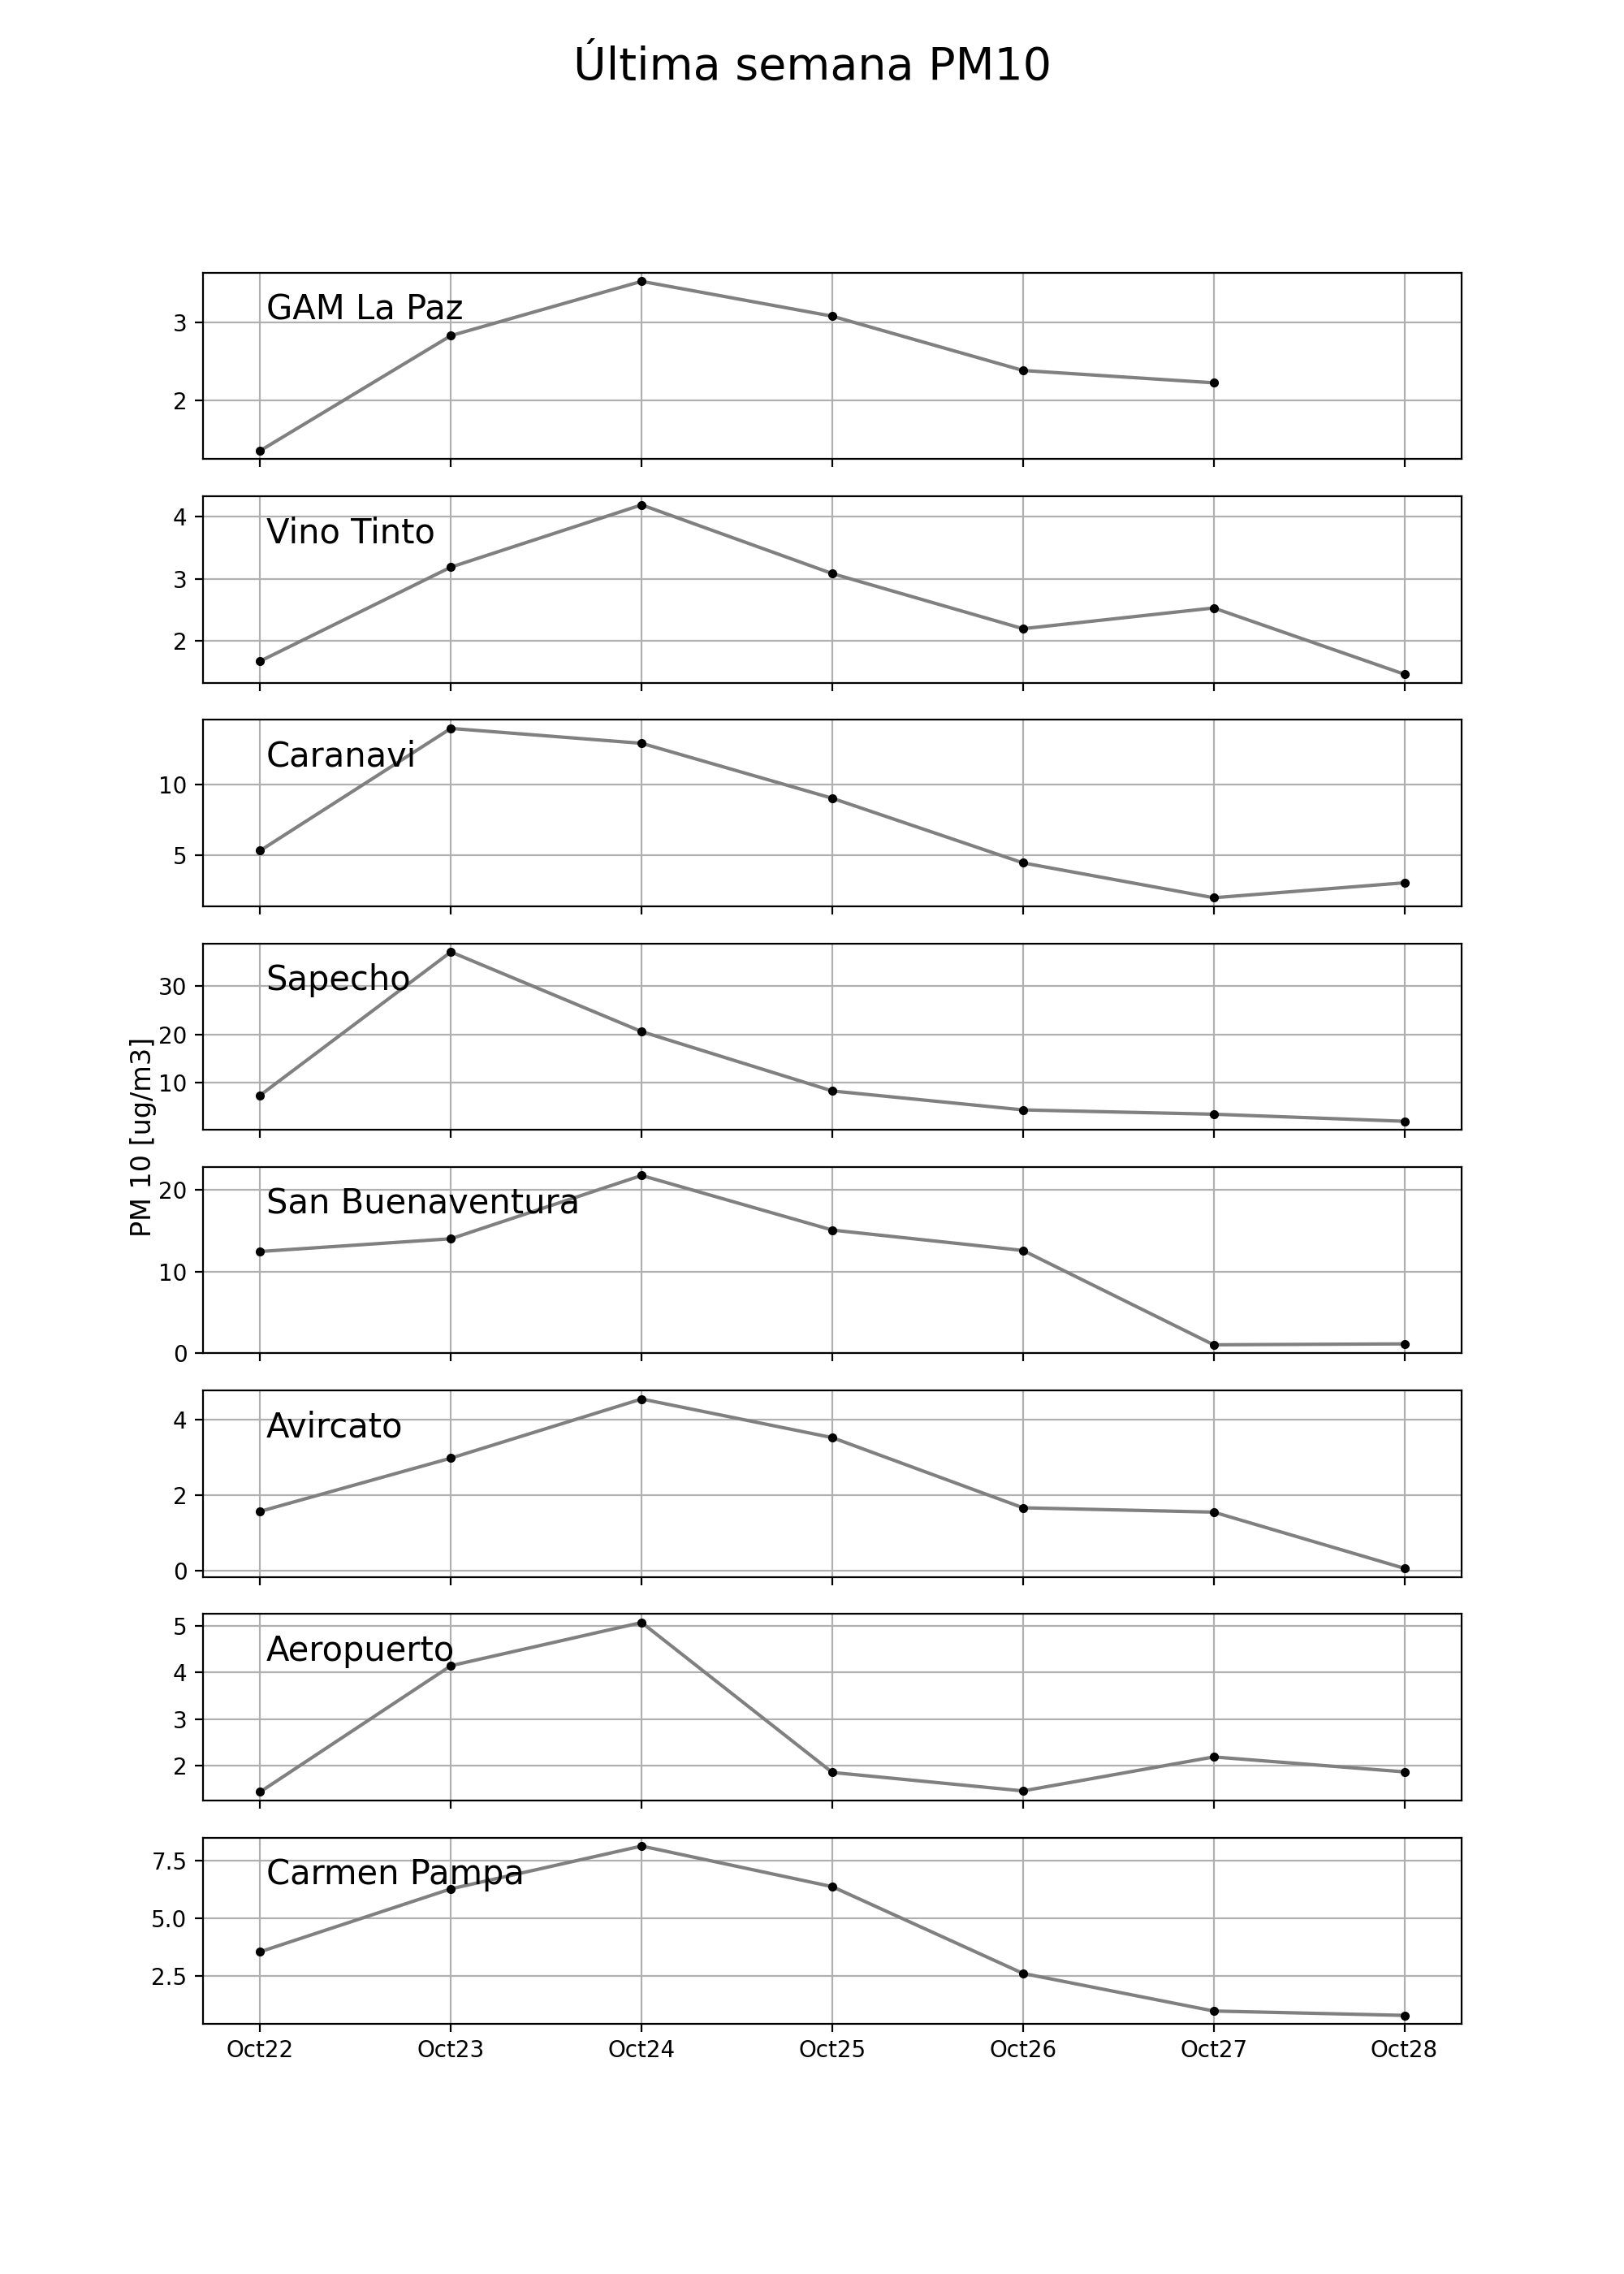 Última semana PM10
GAM La Paz
3
2
Vino Tinto
4
3
2
Caranavi
10
5
Sapecho
30
20
10
PM 10 [ug/m3]
San Buenaventura
20
10
0
Avircato
4
2
0
Aeropuerto
5
4
3
2
Carmen Pampa
7.5
5.0
2.5
Oct22 Oct23 Oct24 Oct25 Oct26 Oct27 Oct28